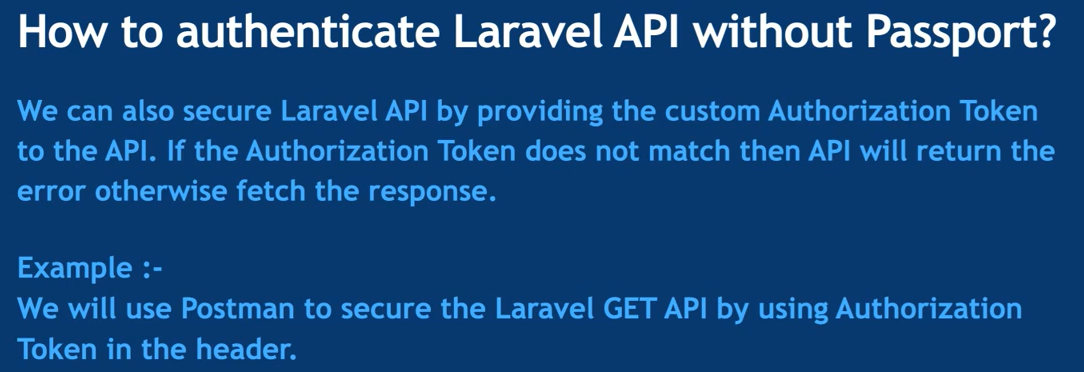 How to authenticate Laravel API without Passport?
We can also secure Laravel API by providing the custom Authorization Token
to the API. If the Authorization Token does not match then API will return the
error otherwise fetch the response.
Example :-
We will use Postman to secure the Laravel GET API by using Authorization
Token in the header.